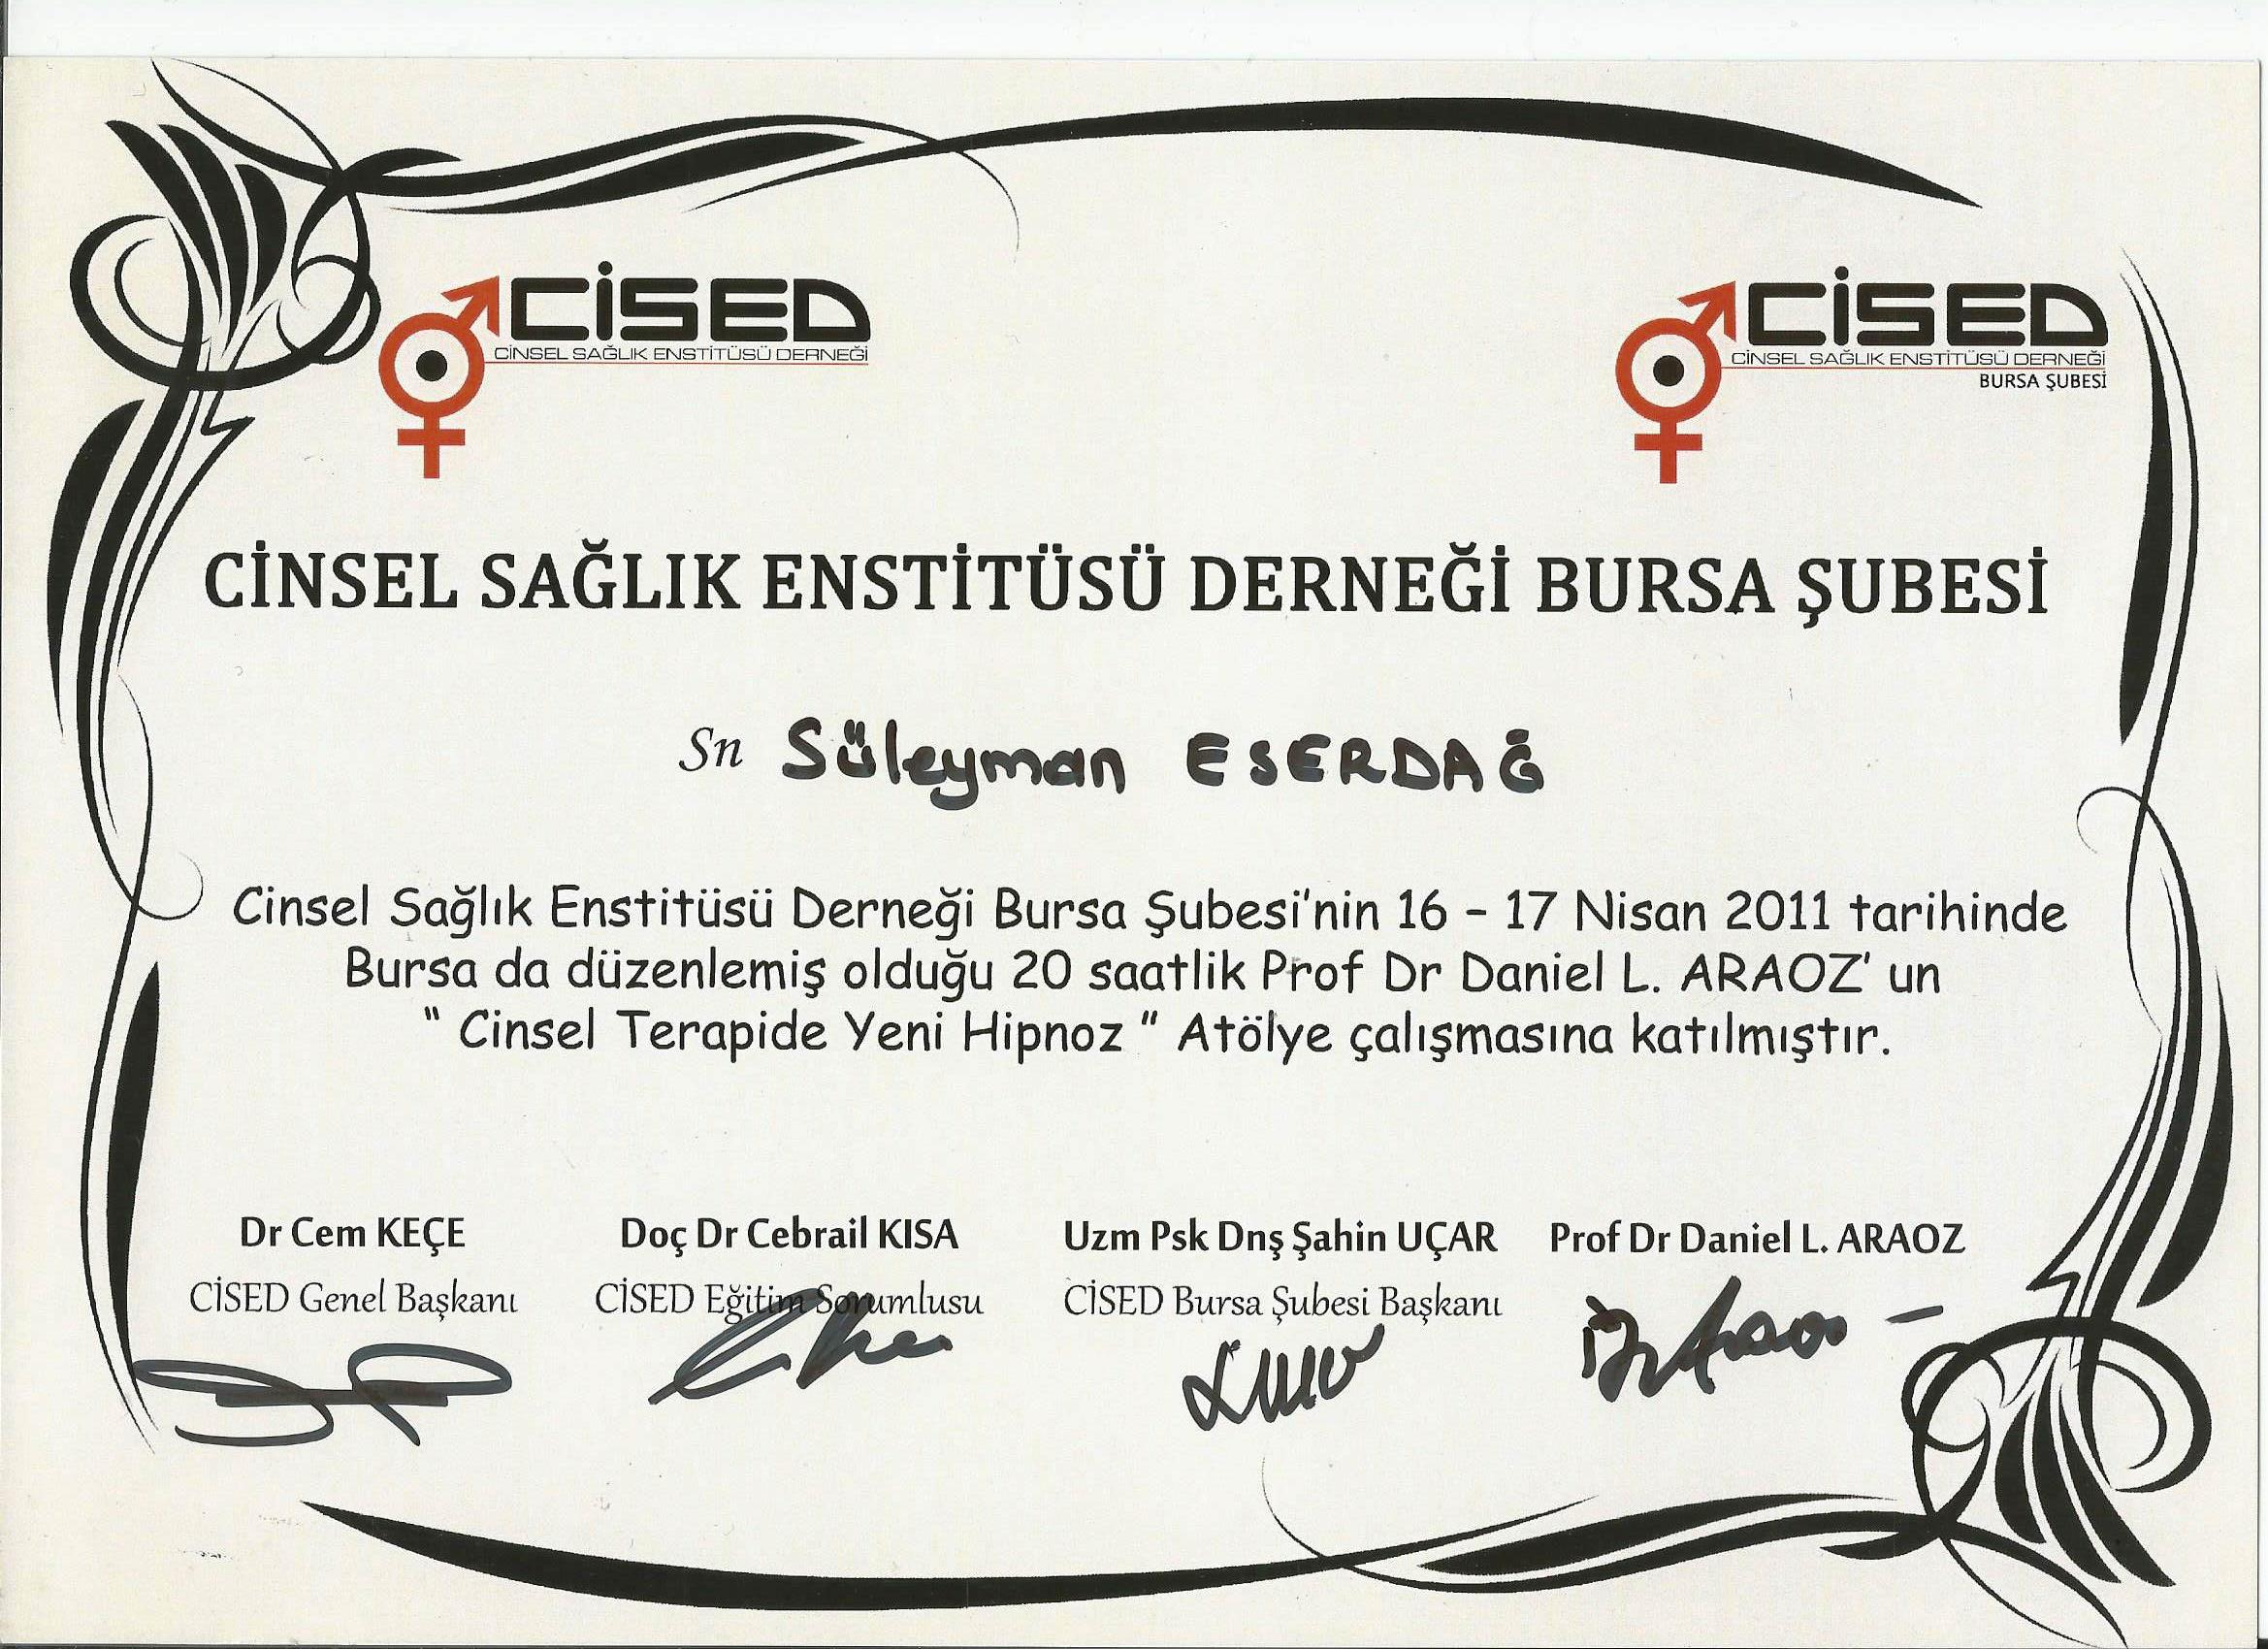 CİSED
CİNSEL SAĞLIK ENSTİTÜSÜ DERNEĞİ
CİSED
CİNSEL SAĞLIK ENSTİTÜSÜ DERNEĞİ
BURSA ŞUBESİ
CİNSEL SAĞLIK ENSTİTÜSÜ DERNEĞİ BURSA ŞUBESİ
Sn Süleyman ESERDAĞ
Cinsel Sağlık Enstitüsü Derneği Bursa Şubesi'nin 16 – 17 Nisan 2011 tarihinde
Bursa da düzenlemiş olduğu 20 saatlik Prof Dr Daniel L. ARAOZ' un
“ Cinsel Terapide Yeni Hipnoz ” Atölye çalışmasına katılmıştır.
Dr Cem KEÇE Doç Dr Cebrail KISA Uzm Psk Dnş Şahin UÇAR Prof Dr Daniel L. ARAOZ
CİSED Genel Başkanı CİSED Eğitim Sorumlusu CİSED Bursa Şubesi Başkanı